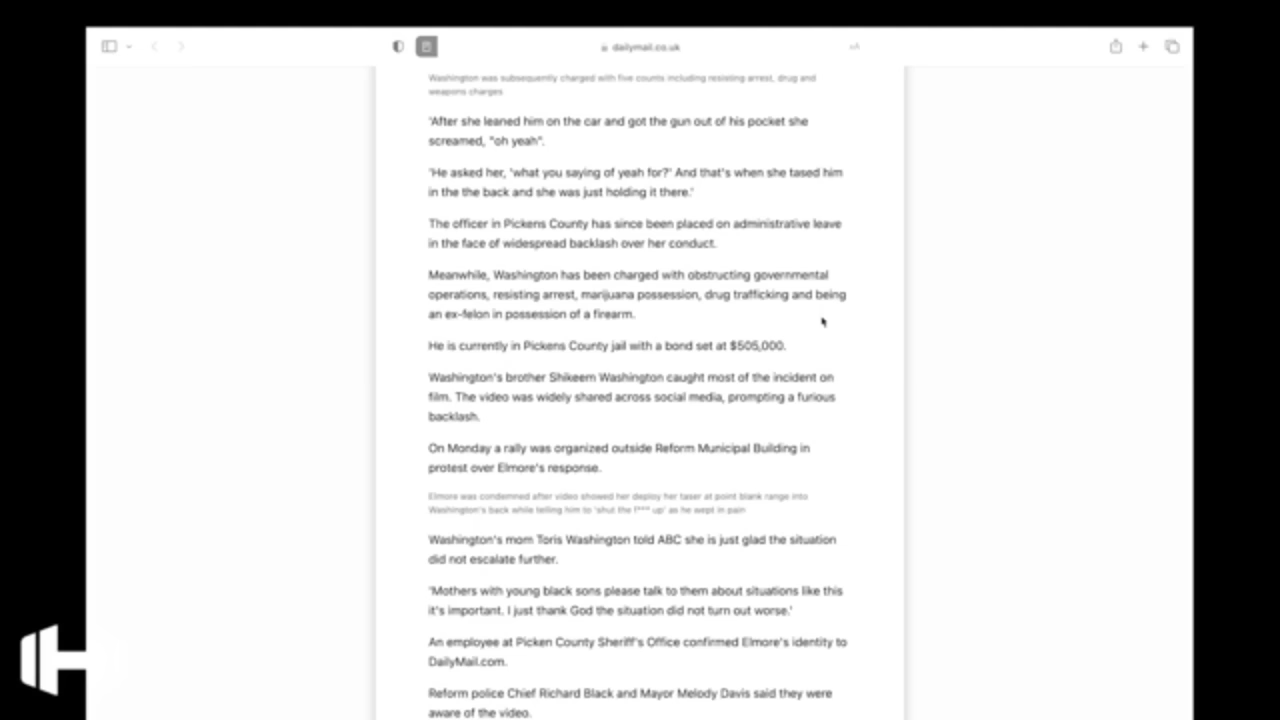 dailymail.co.uk
Washington was subsequently charged with five counts including resisting arrest, drug and
weapons charges
'After she leaned him on the car and got the gun out of his pocket she
screamed, "oh yeah".
'He asked her, 'what you saying of yeah for?' And that's when she tased him
in the the back and she was just holding it there.'
The officer in Pickens County has since been placed on administrative leave
in the face of widespread backlash over her conduct.
Meanwhile, Washington has been charged with obstructing governmental
operations, resisting arrest, marijuana possession, drug trafficking and being
an ex-felon in possession of a firearm.
He is currently in Pickens County jail with a bond set at $505,000.
Washington's brother Shikeem Washington caught most of the incident on
film. The video was widely shared across social media, prompting a furious
backlash.
On Monday a rally was organized outside Reform Municipal Building in
protest over Elmore's response.
Elmore was condemned after video showed her deploy her taser at point blank range into
Washington's back while telling him to 'shut the f*** up' as he wept in pain
Washington's mom Toris Washington told ABC she is just glad the situation
did not escalate further.
'Mothers with young black sons please talk to them about situations like this
it's important. I just thank God the situation did not turn out worse.'
An employee at Picken County Sheriff's Office confirmed Elmore's identity to
DailyMail.com.
Reform police Chief Richard Black and Mayor Melody Davis said they were
aware of the video.